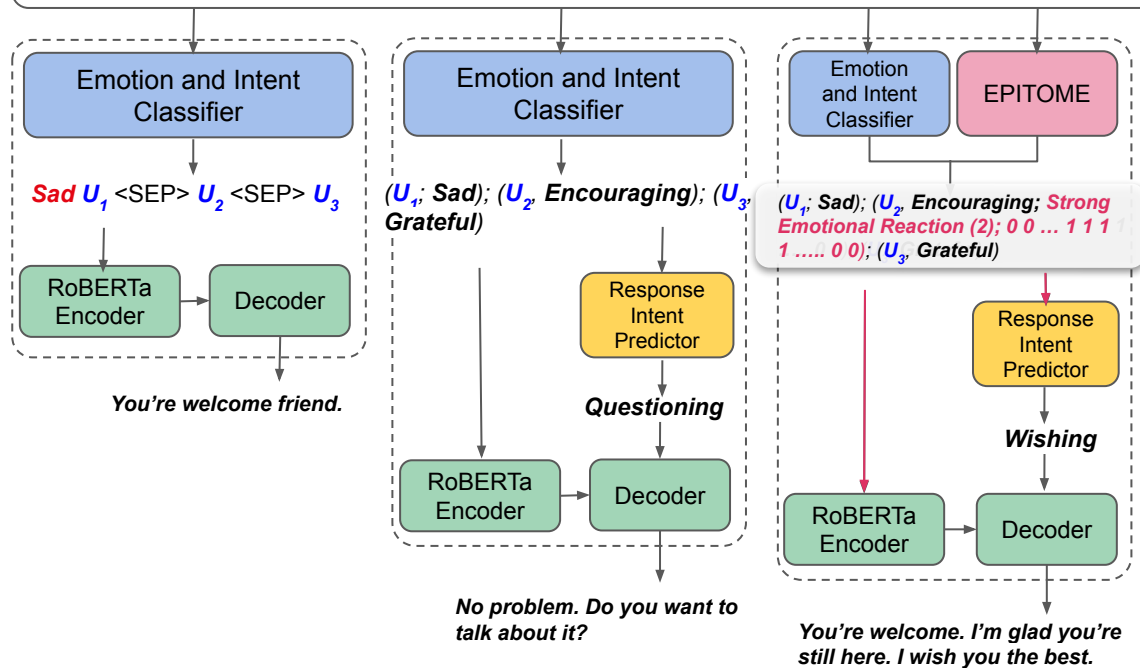 Emotion and Intent
Classifier
Sad U1 <SEP> U2 <SEP> U3
RoBERTa
Encoder
Decoder
You're welcome friend.
Emotion and Intent
Classifier
(U1; Sad); (U2, Encouraging); (U3,
Grateful)
Response
Intent
Predictor
Questioning
RoBERTa
Encoder
Decoder
No problem. Do you want to
talk about it?
Emotion
and Intent
Classifier
EPITOME
(U1; Sad); (U2, Encouraging; Strong
Emotional Reaction (2); 0 0 … 1 1 1 1
1 ….. 0 0); (U3, Grateful)
Response
Intent
Predictor
Wishing
RoBERTa
Encoder
Decoder
You're welcome. I'm glad you're
still here. I wish you the best.